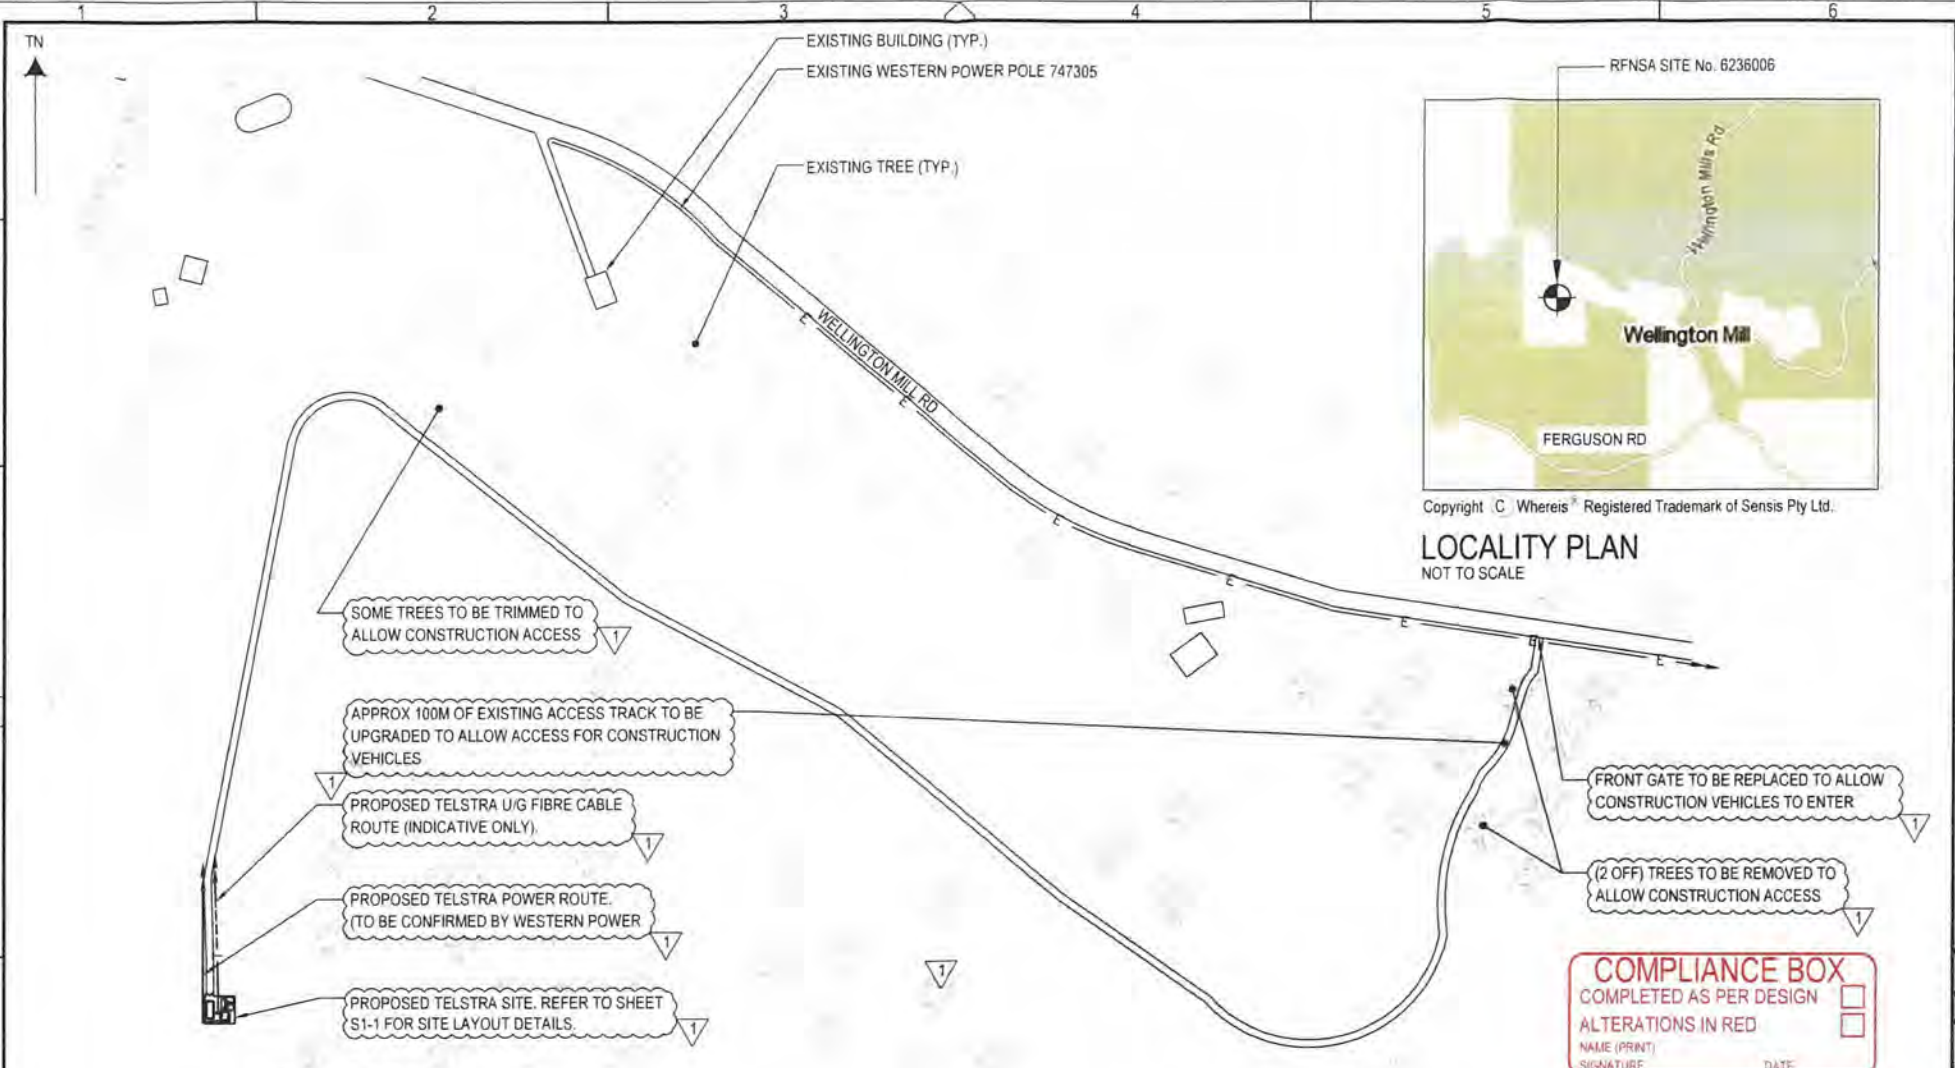 1 2 3 4 5 6
TN
EXISTING BUILDING (TYP.)
EXISTING WESTERN POWER POLE 747305
EXISTING TREE (TYP.)
RFNSA SITE No. 6236006
Wellington Mills Rd
Wellington Mill
FERGUSON RD
Copyright C Whereis® Registered Trademark of Sensis Pty Ltd.
LOCALITY PLAN
NOT TO SCALE
WELLINGTON MILL RD
E
E
E
E
E
E
E
SOME TREES TO BE TRIMMED TO
ALLOW CONSTRUCTION ACCESS
1
APPROX 100M OF EXISTING ACCESS TRACK TO BE
UPGRADED TO ALLOW ACCESS FOR CONSTRUCTION
VEHICLES
1
PROPOSED TELSTRA U/G FIBRE CABLE
ROUTE (INDICATIVE ONLY).
1
PROPOSED TELSTRA POWER ROUTE.
(TO BE CONFIRMED BY WESTERN POWER
1
PROPOSED TELSTRA SITE. REFER TO SHEET
S1-1 FOR SITE LAYOUT DETAILS.
1
1
FRONT GATE TO BE REPLACED TO ALLOW
CONSTRUCTION VEHICLES TO ENTER
1
(2 OFF) TREES TO BE REMOVED TO
ALLOW CONSTRUCTION ACCESS
1
COMPLIANCE BOX
COMPLETED AS PER DESIGN
ALTERATIONS IN RED
NAME (PRINT)
SIGNATURE DATE